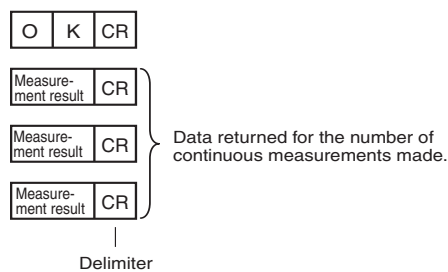 O K CR
Measure-
ment result CR
Measure-
ment result CR
Measure-
ment result CR
Data returned for the number of
continuous measurements made.
Delimiter